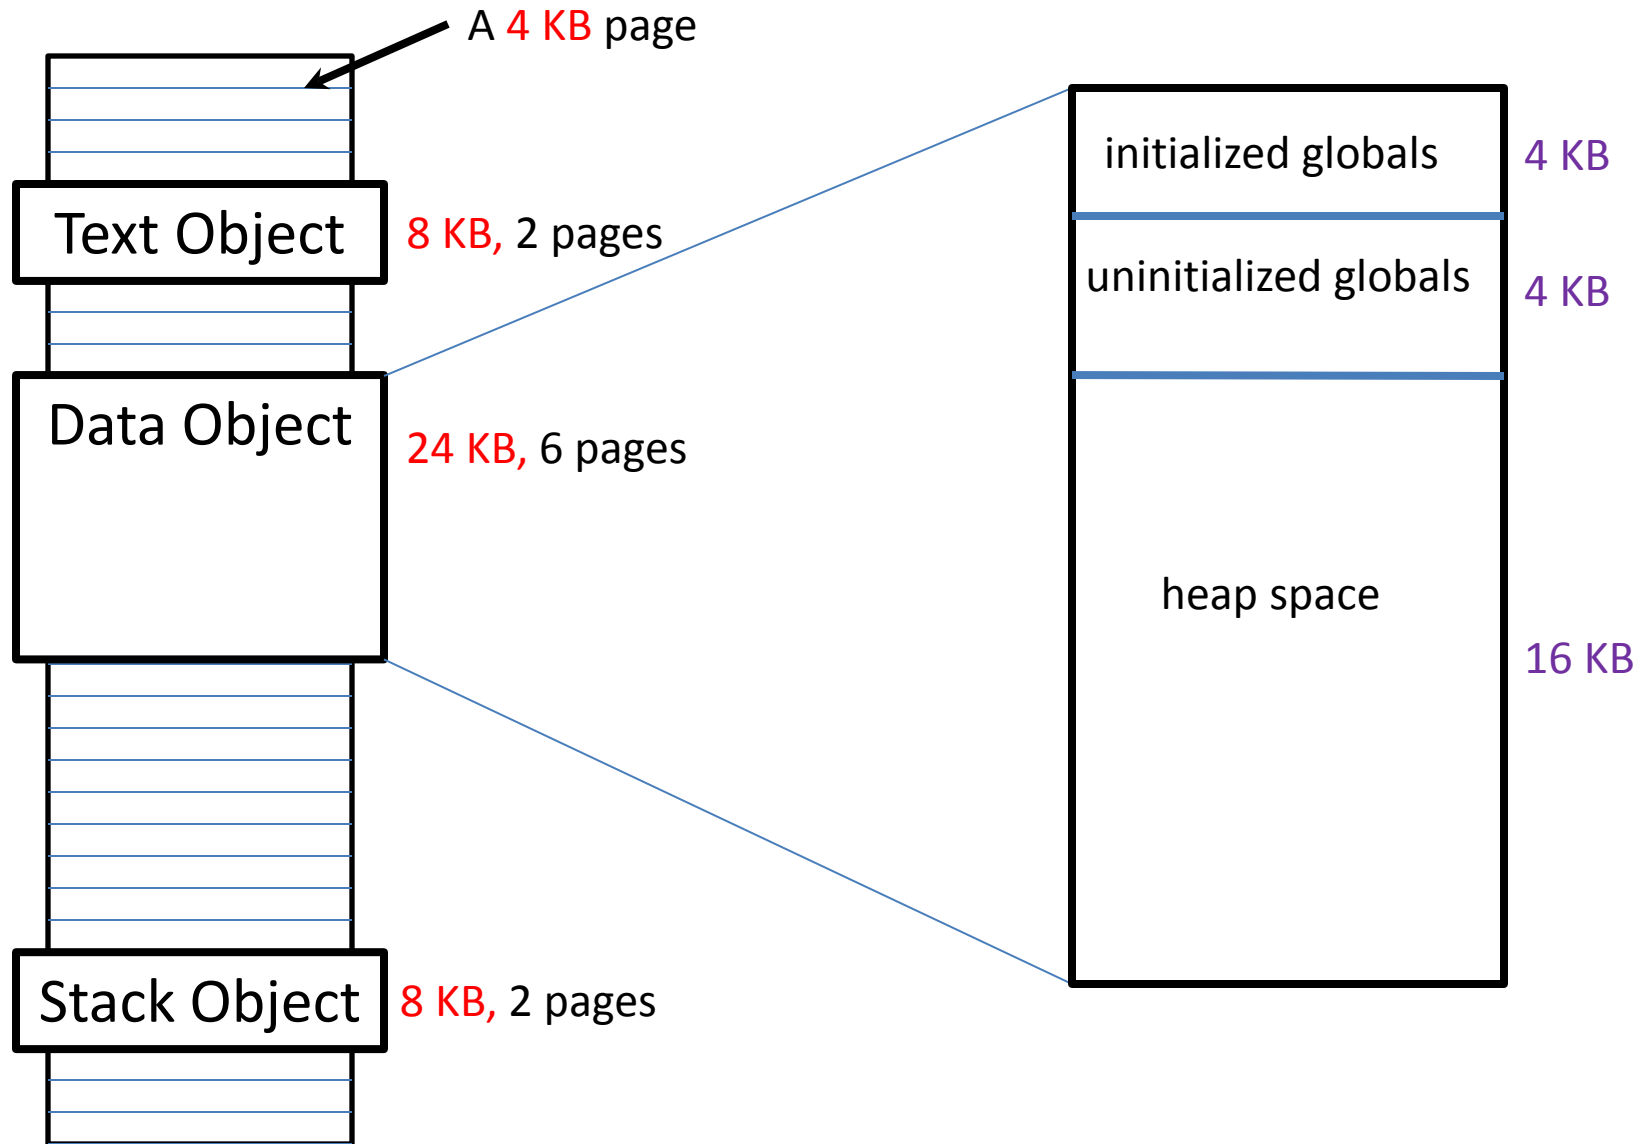 A 4 KB page
Text Object
8 KB, 2 pages
Data Object
24 KB, 6 pages
Stack Object
8 KB, 2 pages
initialized globals
4 KB
uninitialized globals
4 KB
heap space
16 KB